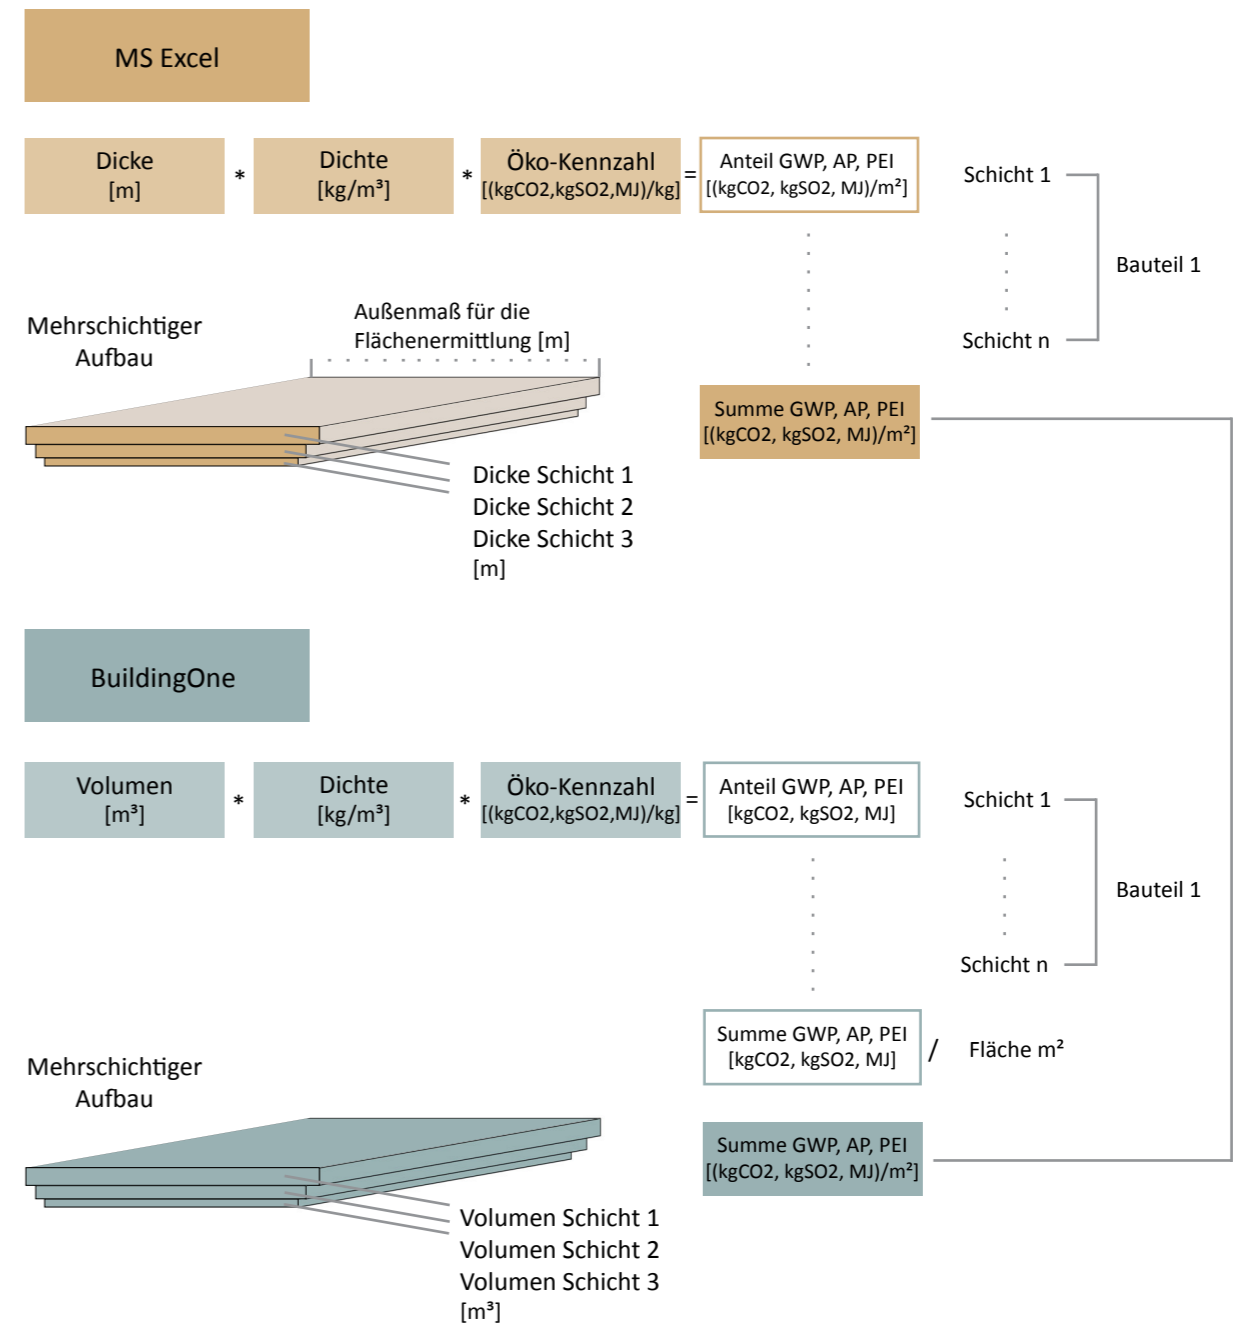 MS Excel
Dicke
[m]
*
Dichte
[kg/m³]
*
Öko-Kennzahl
[(kgCO2,kgSO2,MJ)/kg]
=
Anteil GWP, AP, PEI
[(kgCO2, kgSO2, MJ)/m²]
Schicht 1
Bauteil 1
Schicht n
Mehrschichtiger
Aufbau
Außenmaß für die
Flächenermittlung [m]
Summe GWP, AP, PEI
[(kgCO2, kgSO2, MJ)/m²]
Dicke Schicht 1
Dicke Schicht 2
Dicke Schicht 3
[m]
BuildingOne
Volumen
[m³]
*
Dichte
[kg/m³]
*
Öko-Kennzahl
[(kgCO2,kgSO2,MJ)/kg]
=
Anteil GWP, AP, PEI
[kgCO2, kgSO2, MJ]
Schicht 1
Bauteil 1
Schicht n
Summe GWP, AP, PEI
[kgCO2, kgSO2, MJ]
/
Fläche m²
Mehrschichtiger
Aufbau
Summe GWP, AP, PEI
[(kgCO2, kgSO2, MJ)/m²]
Volumen Schicht 1
Volumen Schicht 2
Volumen Schicht 3
[m³]